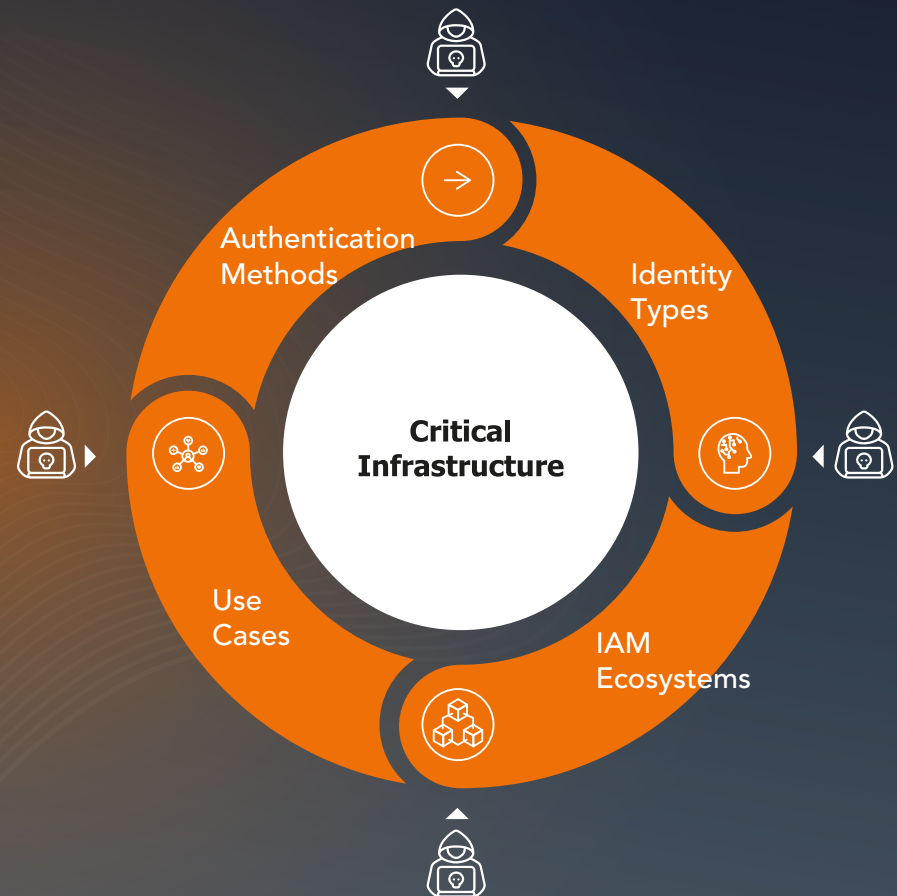 Authentication
Methods
Identity
Types
Critical
Infrastructure
Use
Cases
IAM
Ecosystems